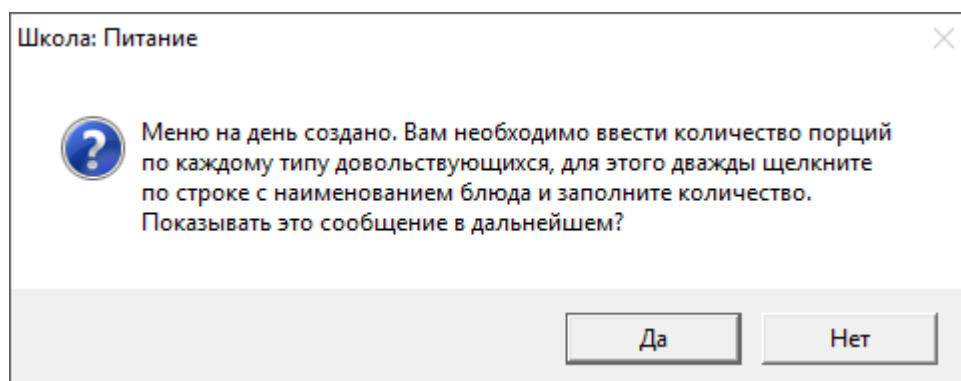 Школа: Питание
Меню на день создано. Вам необходимо ввести количество порций
по каждому типу довольствующихся, для этого дважды щелкните
по строке с наименованием блюда и заполните количество.
Показывать это сообщение в дальнейшем?
Да
Нет